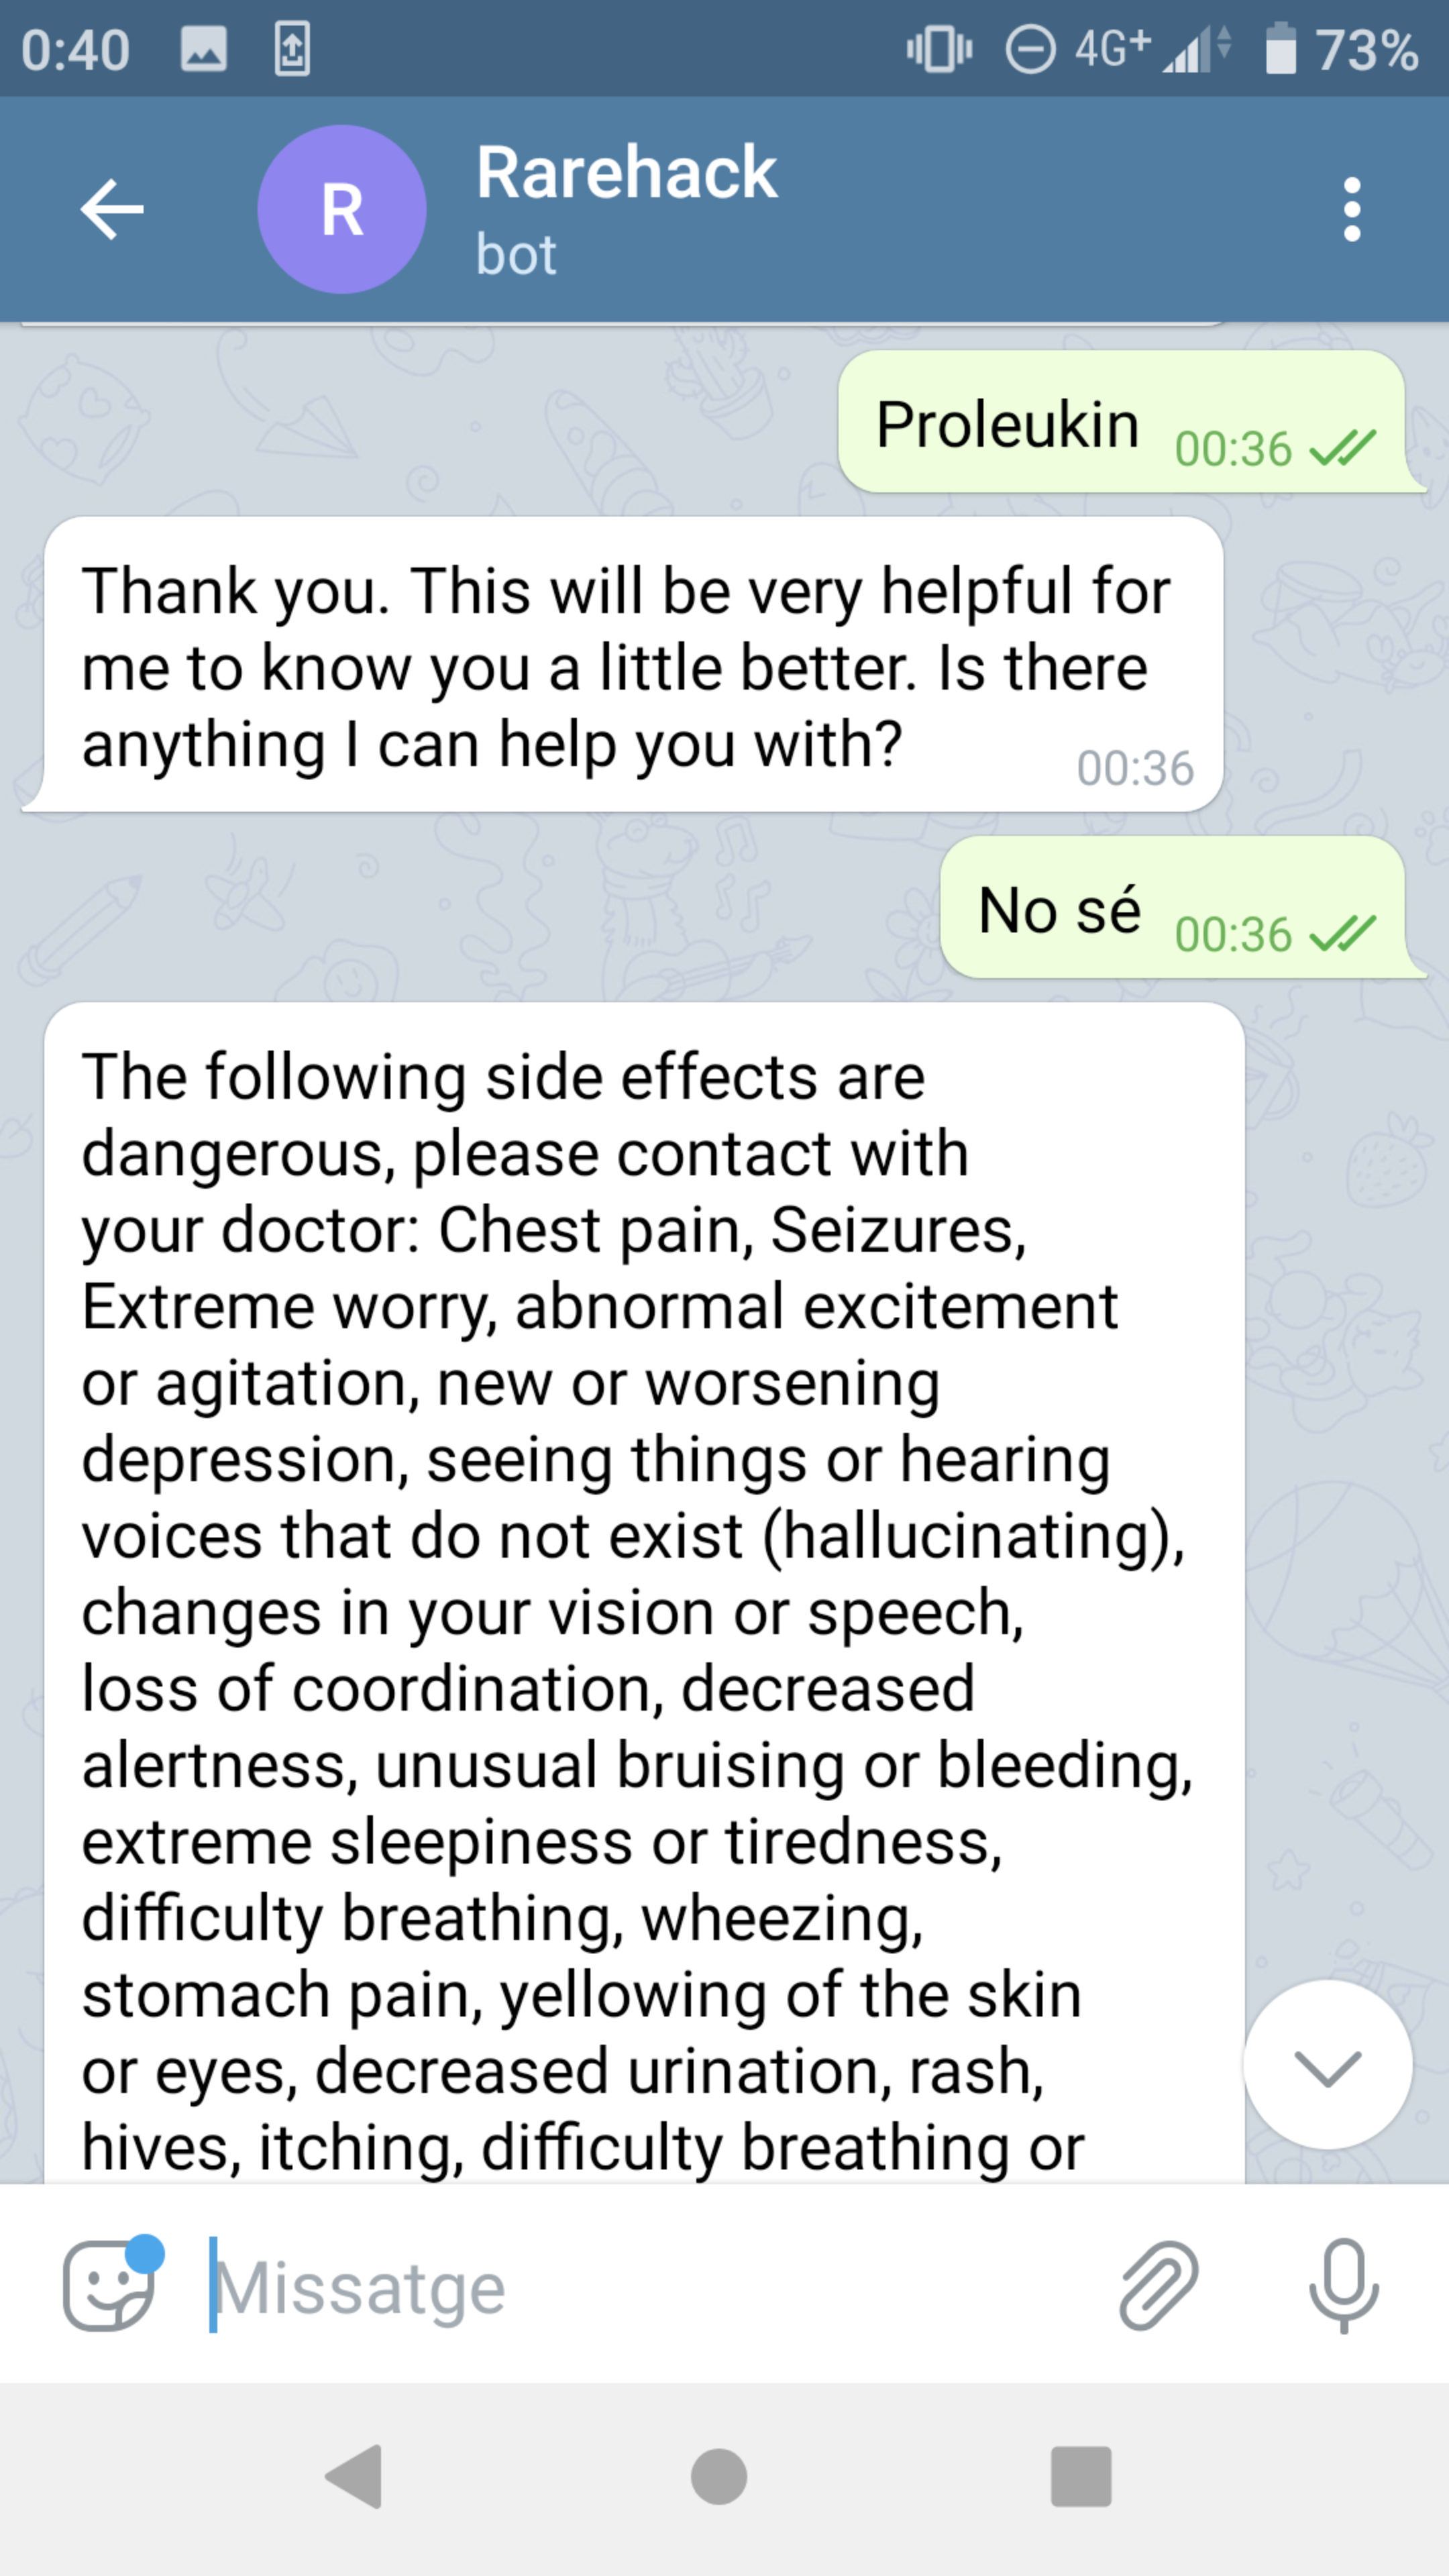 0:40 4G+ 73%
R
Rarehack
bot
Proleukin 00:36
Thank you. This will be very helpful for
me to know you a little better. Is there
anything I can help you with? 00:36
No sé 00:36
The following side effects are
dangerous, please contact with
your doctor: Chest pain, Seizures,
Extreme worry, abnormal excitement
or agitation, new or worsening
depression, seeing things or hearing
voices that do not exist (hallucinating),
changes in your vision or speech,
loss of coordination, decreased
alertness, unusual bruising or bleeding,
extreme sleepiness or tiredness,
difficulty breathing, wheezing,
stomach pain, yellowing of the skin
or eyes, decreased urination, rash,
hives, itching, difficulty breathing or
Missatge